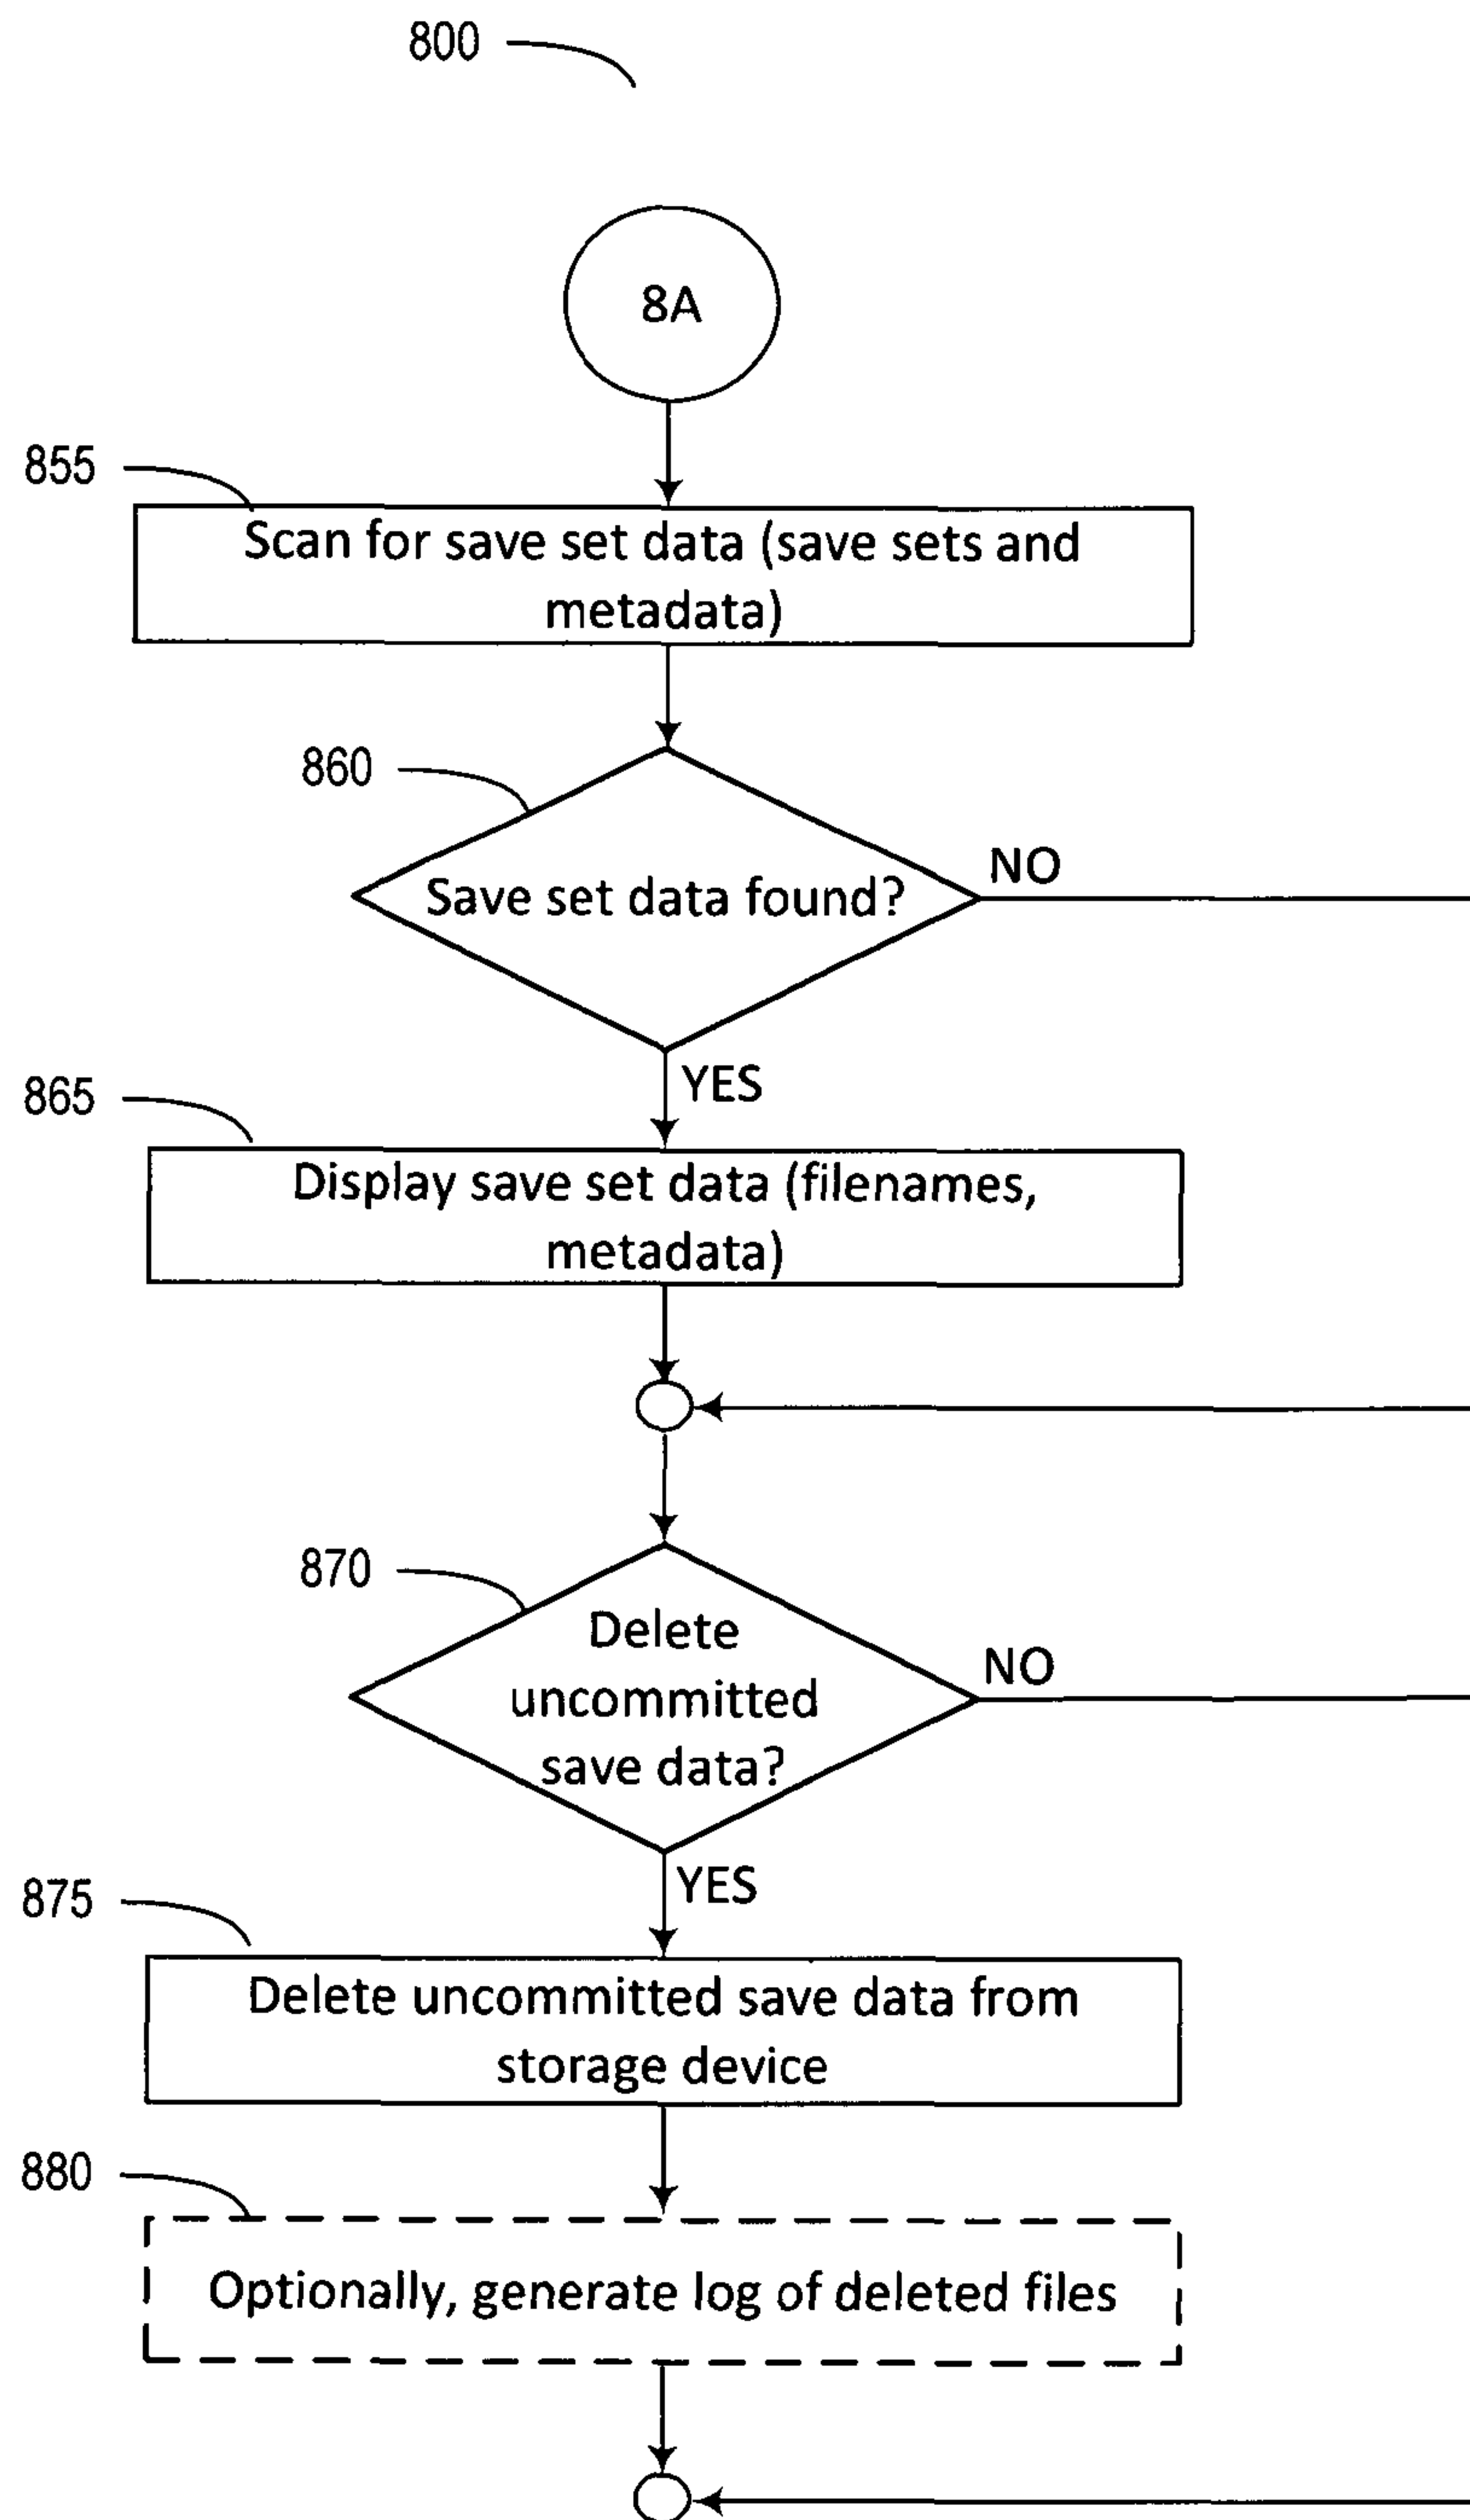 800
8A
855
Scan for save set data (save sets and
metadata)
860
Save set data found?
NO
YES
865
Display save set data (filenames,
metadata)
870
Delete
uncommitted
save data?
NO
YES
875
Delete uncommitted save data from
storage device
880
Optionally, generate log of deleted files